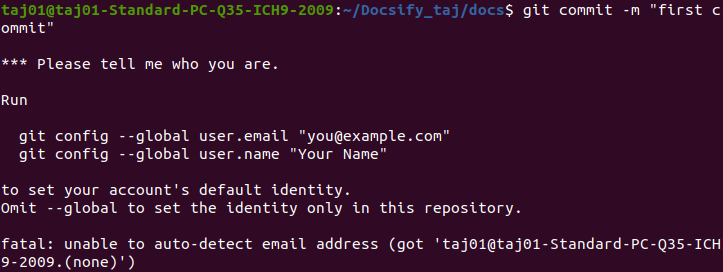 taj01@taj01-Standard-PC-Q35-ICH9-2009:~/Docsify_taj/docs$ git commit -m "first c
ommit"
*** Please tell me who you are.
Run
  git config --global user.email "you@example.com"
  git config --global user.name "Your Name"
to set your account's default identity.
Omit --global to set the identity only in this repository.
fatal: unable to auto-detect email address (got 'taj01@taj01-Standard-PC-Q35-ICH
9-2009.(none)')